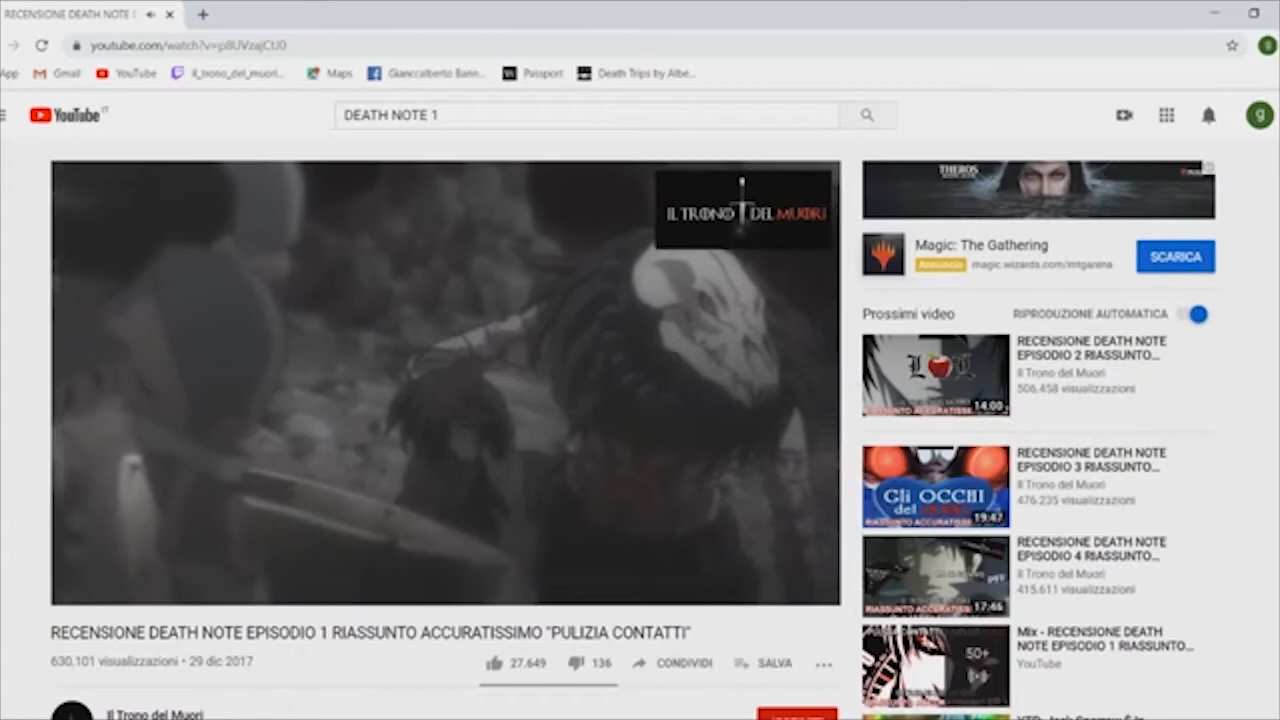 RECENSIONE DEATH NOTE
youtube.com/watch?v=p8UVzajCtJ0
App
Gmail
YouTube
il_trono_del_muori...
Maps
Giancalberto Bann...
Passport
Death Trips by Albe...
YouTube IT
DEATH NOTE 1
g
IL TRONO DEL MUORI
THEROS
Magic: The Gathering
Annuncio magic.wizards.com/mtgarena
SCARICA
Prossimi video
RIPRODUZIONE AUTOMATICA
L L
14:00
RECENSIONE DEATH NOTE
EPISODIO 2 RIASSUNTO...
Il Trono del Muori
506.458 visualizzazioni
Gli OCCHI
del
RIASSUNTO ACCURATISS
19:47
RECENSIONE DEATH NOTE
EPISODIO 3 RIASSUNTO...
Il Trono del Muori
476.235 visualizzazioni
RIASSUNTO ACCURATISS
17:46
RECENSIONE DEATH NOTE
EPISODIO 4 RIASSUNTO...
Il Trono del Muori
415.611 visualizzazioni
50+
Mix - RECENSIONE DEATH
NOTE EPISODIO 1 RIASSUNTO...
YouTube
RECENSIONE DEATH NOTE EPISODIO 1 RIASSUNTO ACCURATISSIMO "PULIZIA CONTATTI"
630.101 visualizzazioni • 29 dic 2017
27.649
136
CONDIVIDI
SALVA
Il Trono del Muori